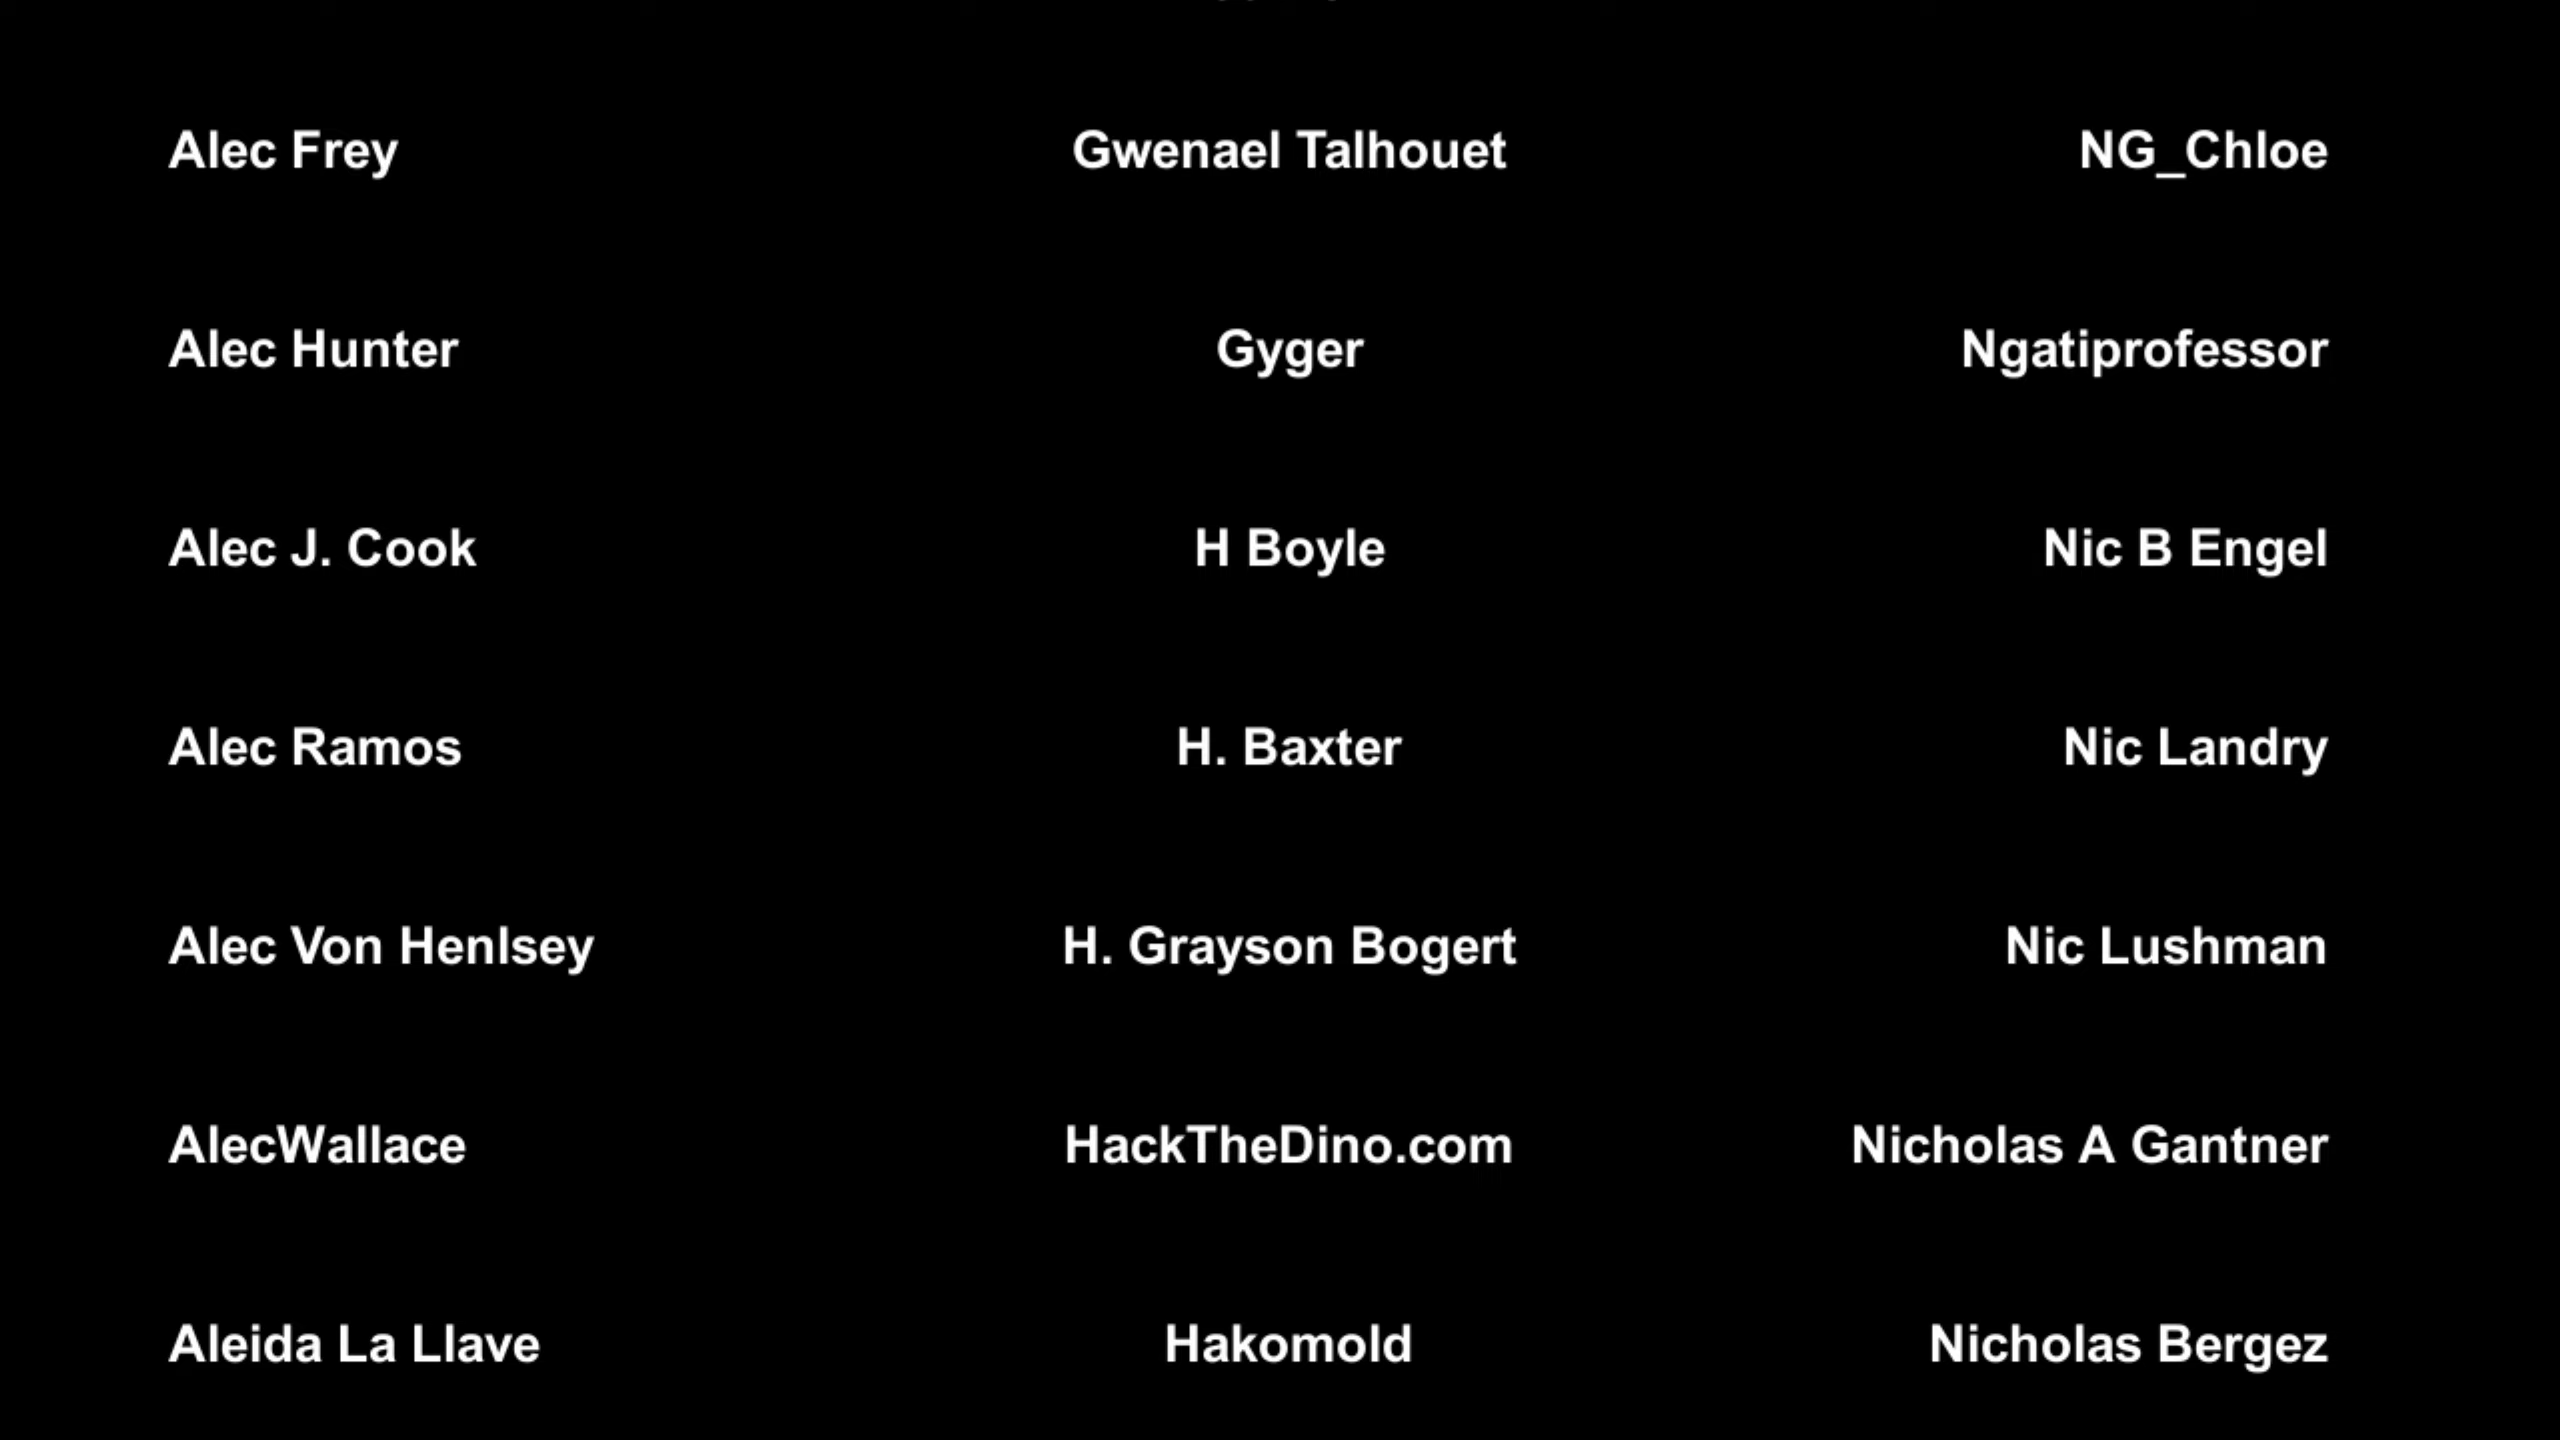 Alec Frey
Gwenael Talhouet
NG_Chloe
Alec Hunter
Gyger
Ngatiprofessor
Alec J. Cook
H Boyle
Nic B Engel
Alec Ramos
H. Baxter
Nic Landry
Alec Von Henlsey
H. Grayson Bogert
Nic Lushman
AlecWallace
HackTheDino.com
Nicholas A Gantner
Aleida La Llave
Hakomold
Nicholas Bergez